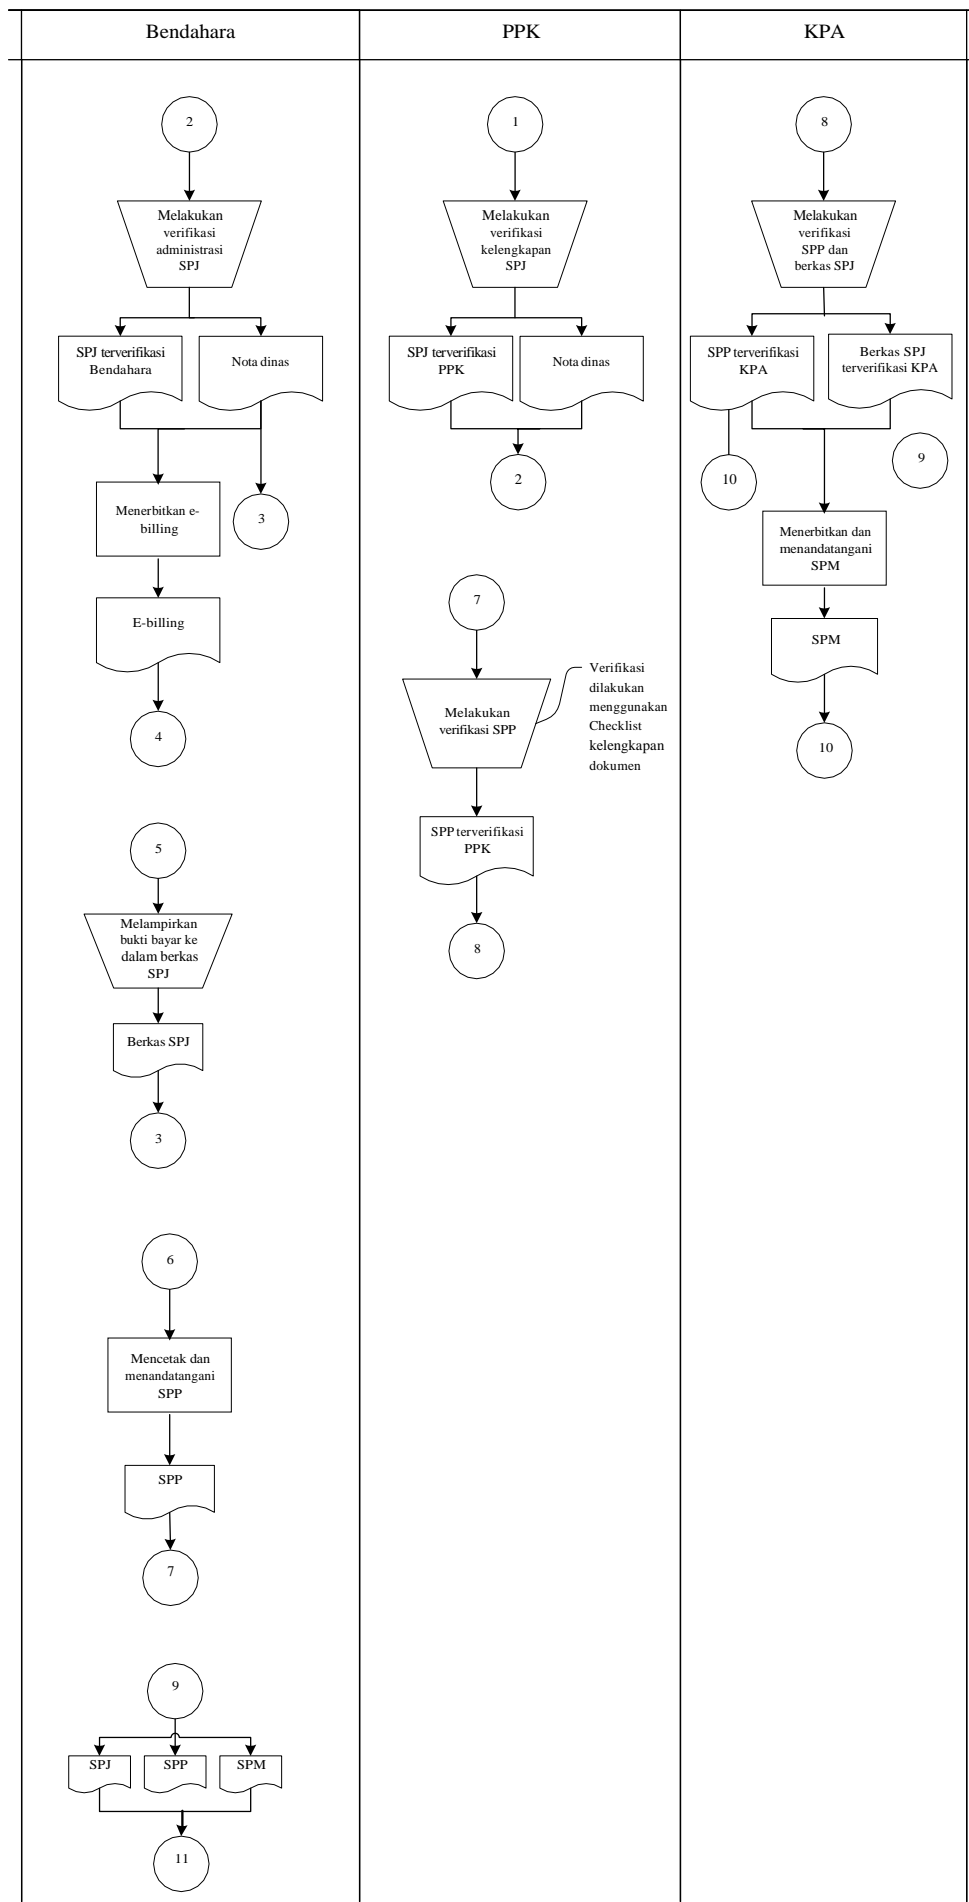 Bendahara
PPK
KPA
2
Melakukan
verifikasi
administrasi
SPJ
SPJ terverifikasi
Bendahara
Nota dinas
Menerbitkan e-
billing
3
E-billing
4
5
Melampirkan
bukti bayar ke
dalam berkas
SPJ
Berkas SPJ
3
6
Mencetak dan
menandatangani
SPP
SPP
7
9
SPJ
SPP
SPM
11
1
Melakukan
verifikasi
kelengkapan
SPJ
SPJ terverifikasi
PPK
Nota dinas
2
7
Melakukan
verifikasi SPP
Verifikasi
dilakukan
menggunakan
Checklist
kelengkapan
dokumen
SPP terverifikasi
PPK
8
8
Melakukan
verifikasi
SPP dan
berkas SPJ
SPP terverifikasi
KPA
Berkas SPJ
terverifikasi KPA
10
9
Menerbitkan dan
menandatangani
SPM
SPM
10